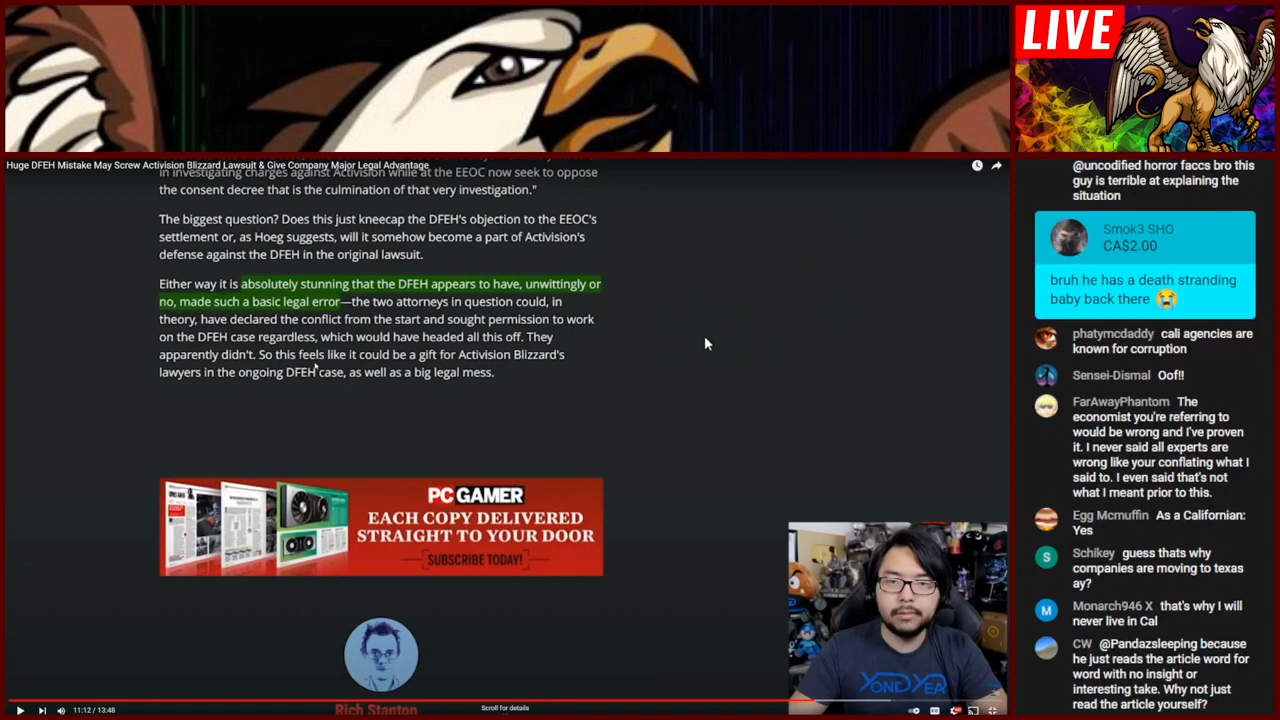 LIVE
Huge DFEH Mistake May Screw Activision Blizzard Lawsuit & Give Company Major Legal Advantage
in investigating charges against Activision while at the EEOC now seek to oppose
the consent decree that is the culmination of that very investigation."
The biggest question? Does this just kneecap the DFEH's objection to the EEOC's
settlement or, as Hoeg suggests, will it somehow become a part of Activision's
defense against the DFEH in the original lawsuit.
Either way it is absolutely stunning that the DFEH appears to have, unwittingly or
no, made such a basic legal error—the two attorneys in question could, in
theory, have declared the conflict from the start and sought permission to work
on the DFEH case regardless, which would have headed all this off. They
apparently didn't. So this feels like it could be a gift for Activision Blizzard's
lawyers in the ongoing DFEH case, as well as a big legal mess.
PC GAMER
EACH COPY DELIVERED
STRAIGHT TO YOUR DOOR
SUBSCRIBE TODAY!
Rich Stanton
YONGYEA
11:12 / 13:48
Scroll for details
@uncodified horror faccs bro this
guy is terrible at explaining the
situation
Smok3 SHO
CA$2.00
bruh he has a death stranding
baby back there 😭
phatymcdaddy cali agencies are
known for corruption
Sensei-Dismal Oof!!
FarAwayPhantom The
economist you're referring to
would be wrong and I've proven
it. I never said all experts are
wrong like your conflating what I
said to. I even said that's not
what I meant prior to this.
Egg Mcmuffin As a Californian:
Yes
S
Schikey guess thats why
companies are moving to texas
ay?
M
Monarch946 X that's why I will
never live in Cal
CW @Pandazsleeping because
he just reads the article word for
word with no insight or
interesting take. Why not just
read the article yourself?